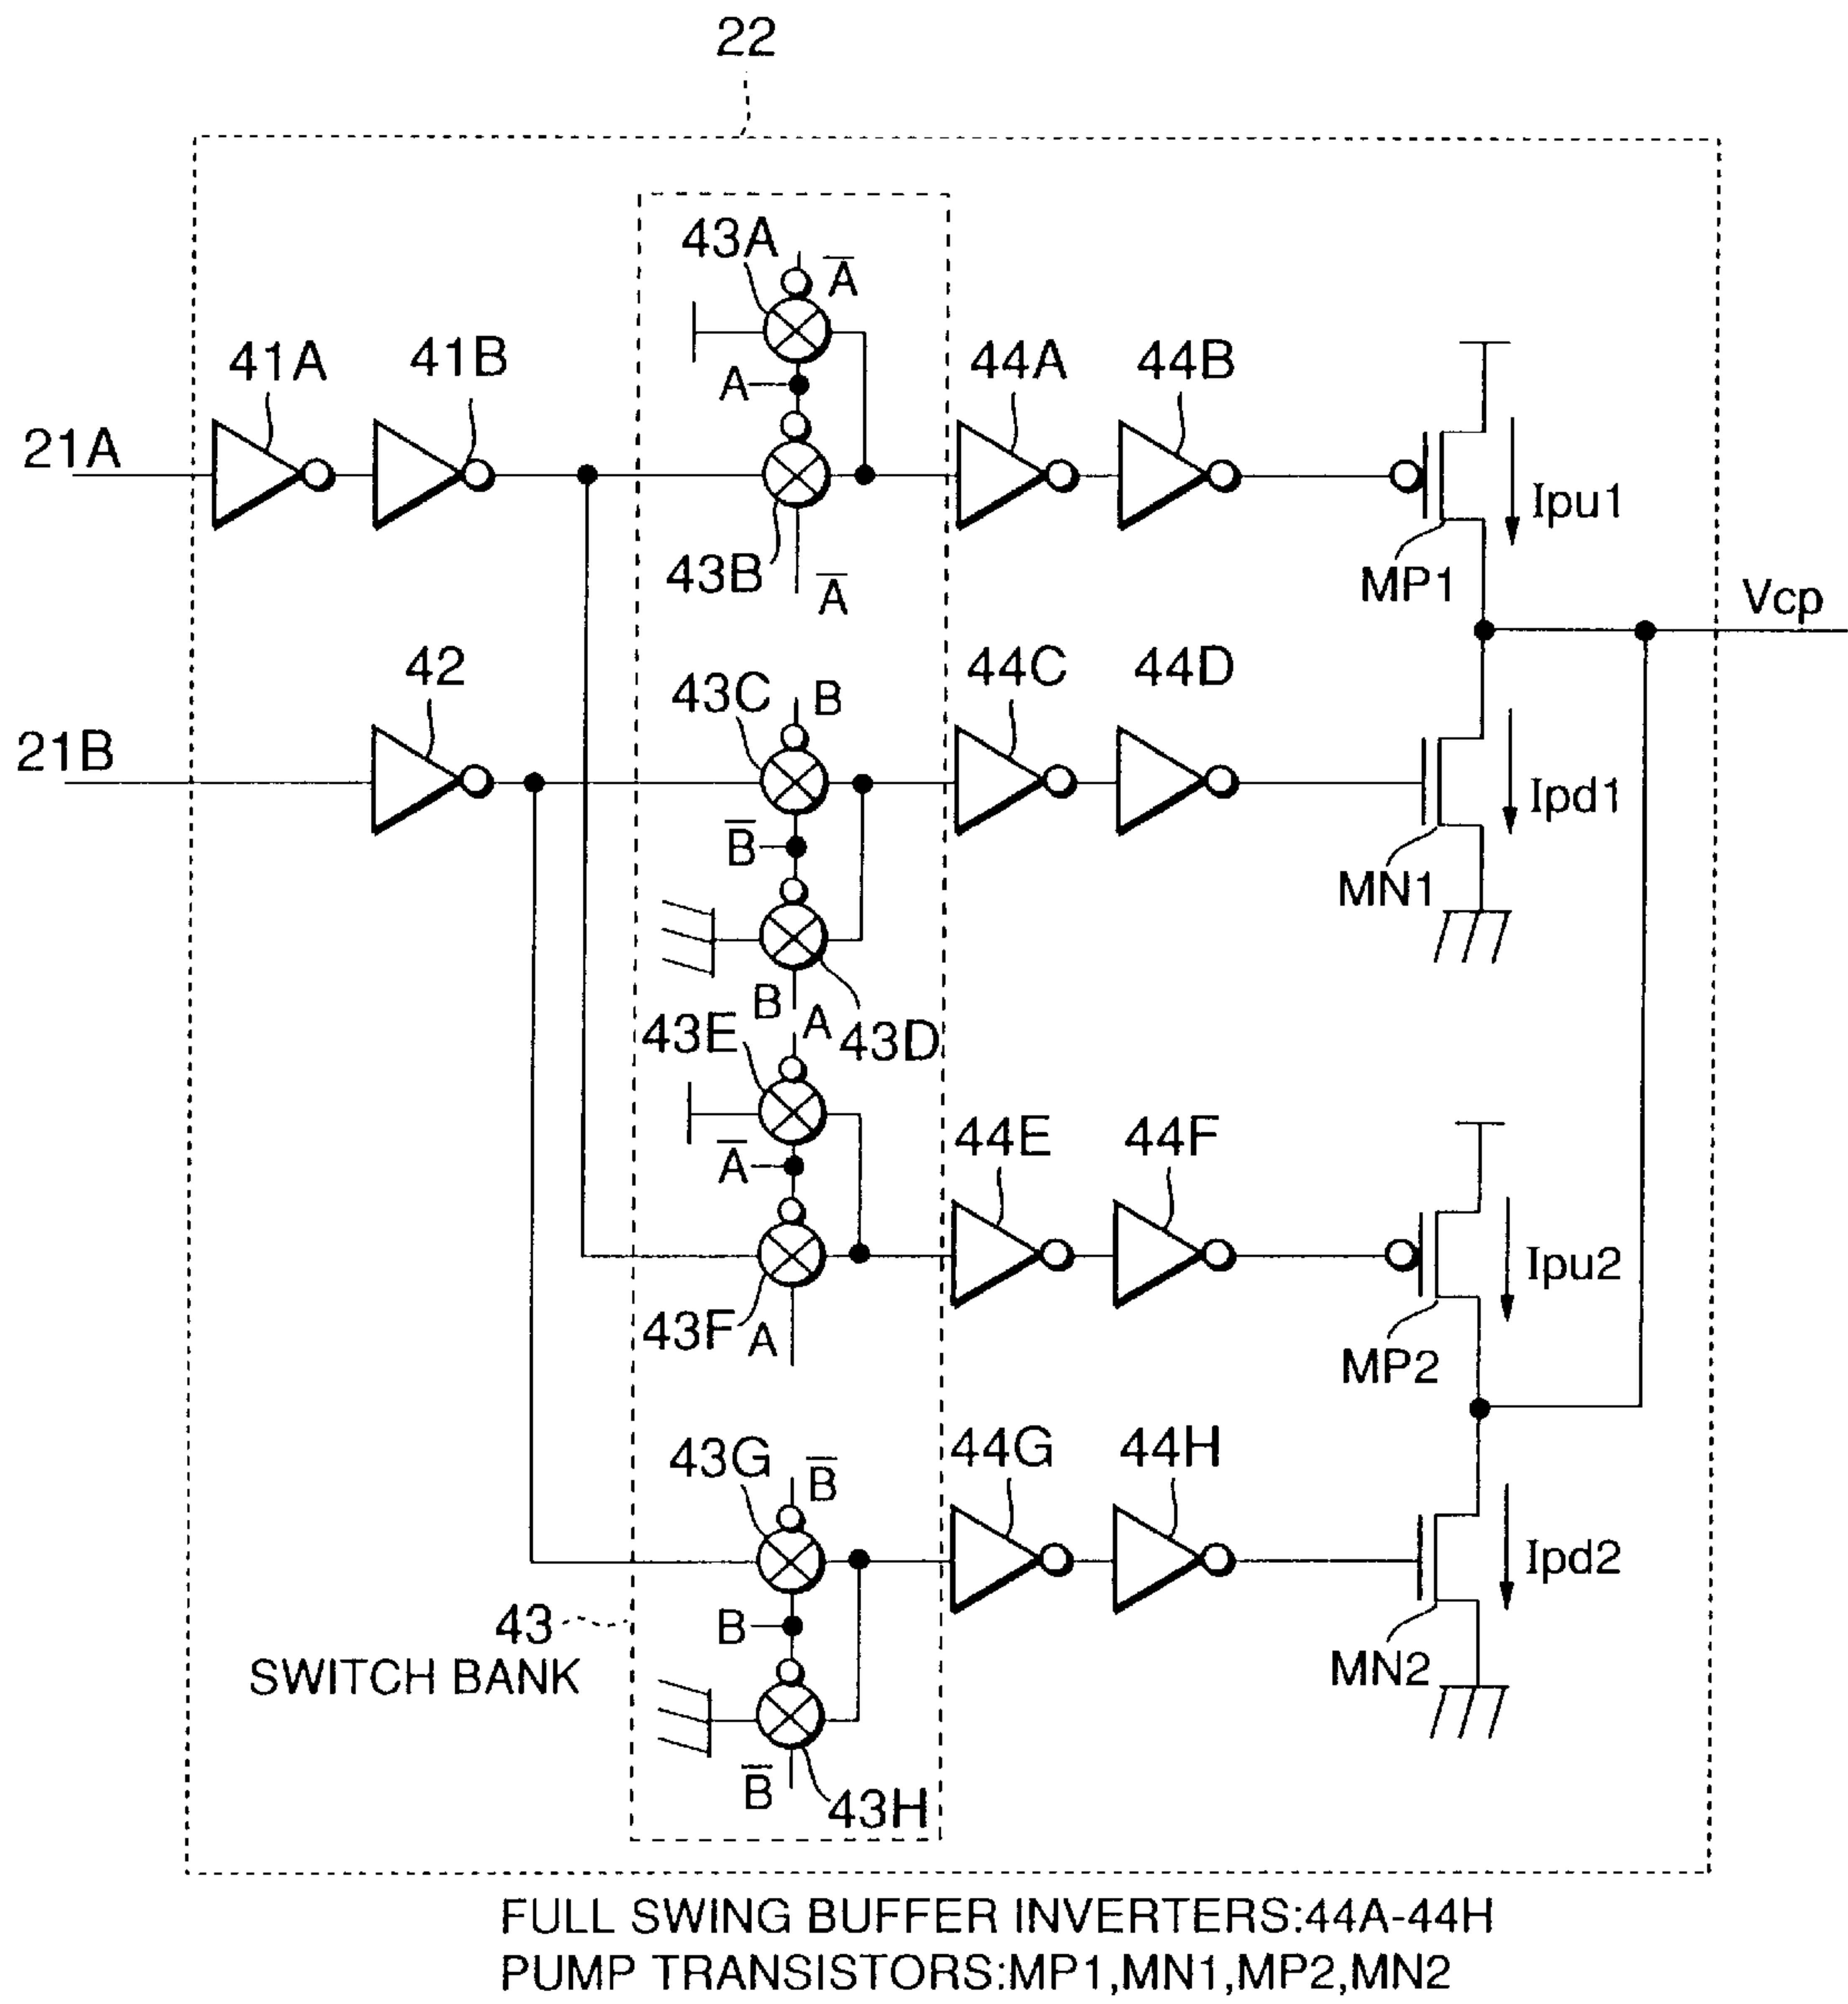 22
43A
A̅
41A
41B
A
44A
44B
21A
Ipu1
43B
A̅
MP1
Vcp
42
43C
B
44C
44D
21B
B̅
Ipd1
MN1
B
A
43E
43D
A̅
44E
44F
Ipu2
43F
A
MP2
43G
B̅
44G
44H
Ipd2
43
B
SWITCH BANK
MN2
B̅
43H
FULL SWING BUFFER INVERTERS:44A-44H
PUMP TRANSISTORS:MP1,MN1,MP2,MN2